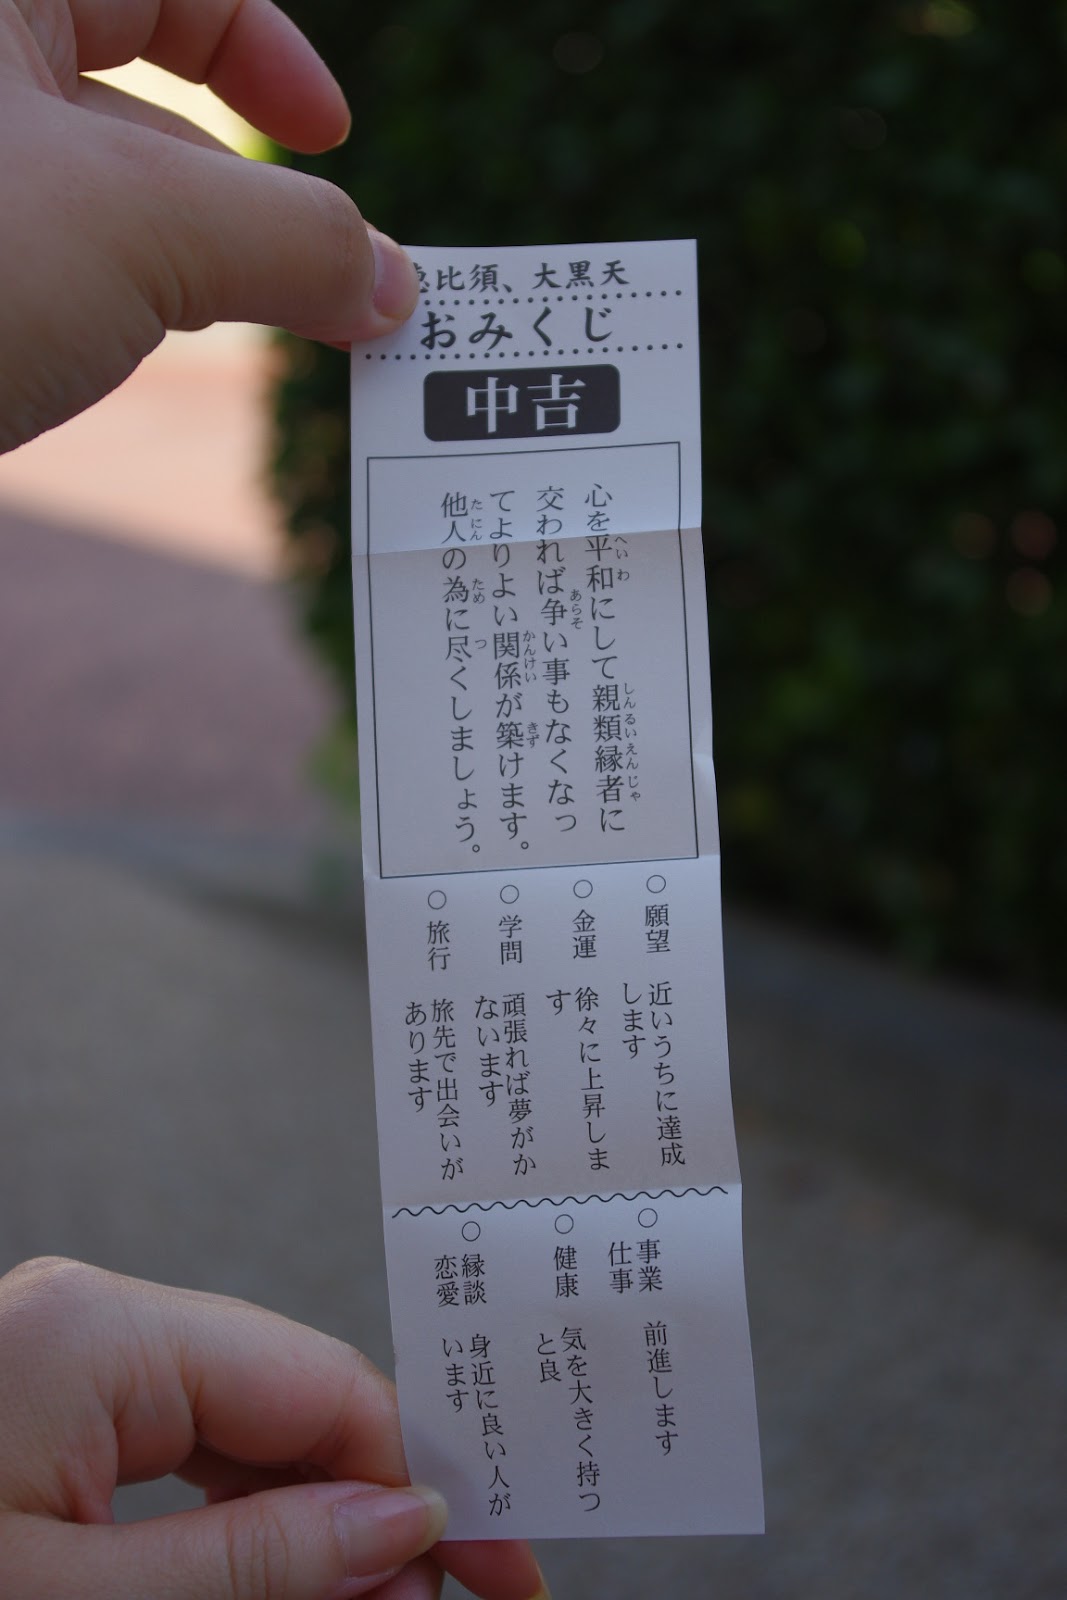 恵比須、大黒天
おみくじ
中吉
心を平和にして親類縁者に
交われば争い事もなくなっ
てよりよい関係が築けます。
他人の為に尽くしましょう。
○願望 近いうちに達成
します
○金運 徐々に上昇しま
す
○学問 頑張れば夢がか
ないます
○旅行 旅先で出会いが
あります
○事業
仕事
前進します
○健康 気を大きく持つ
と良
○縁談
恋愛
身近に良い人が
います